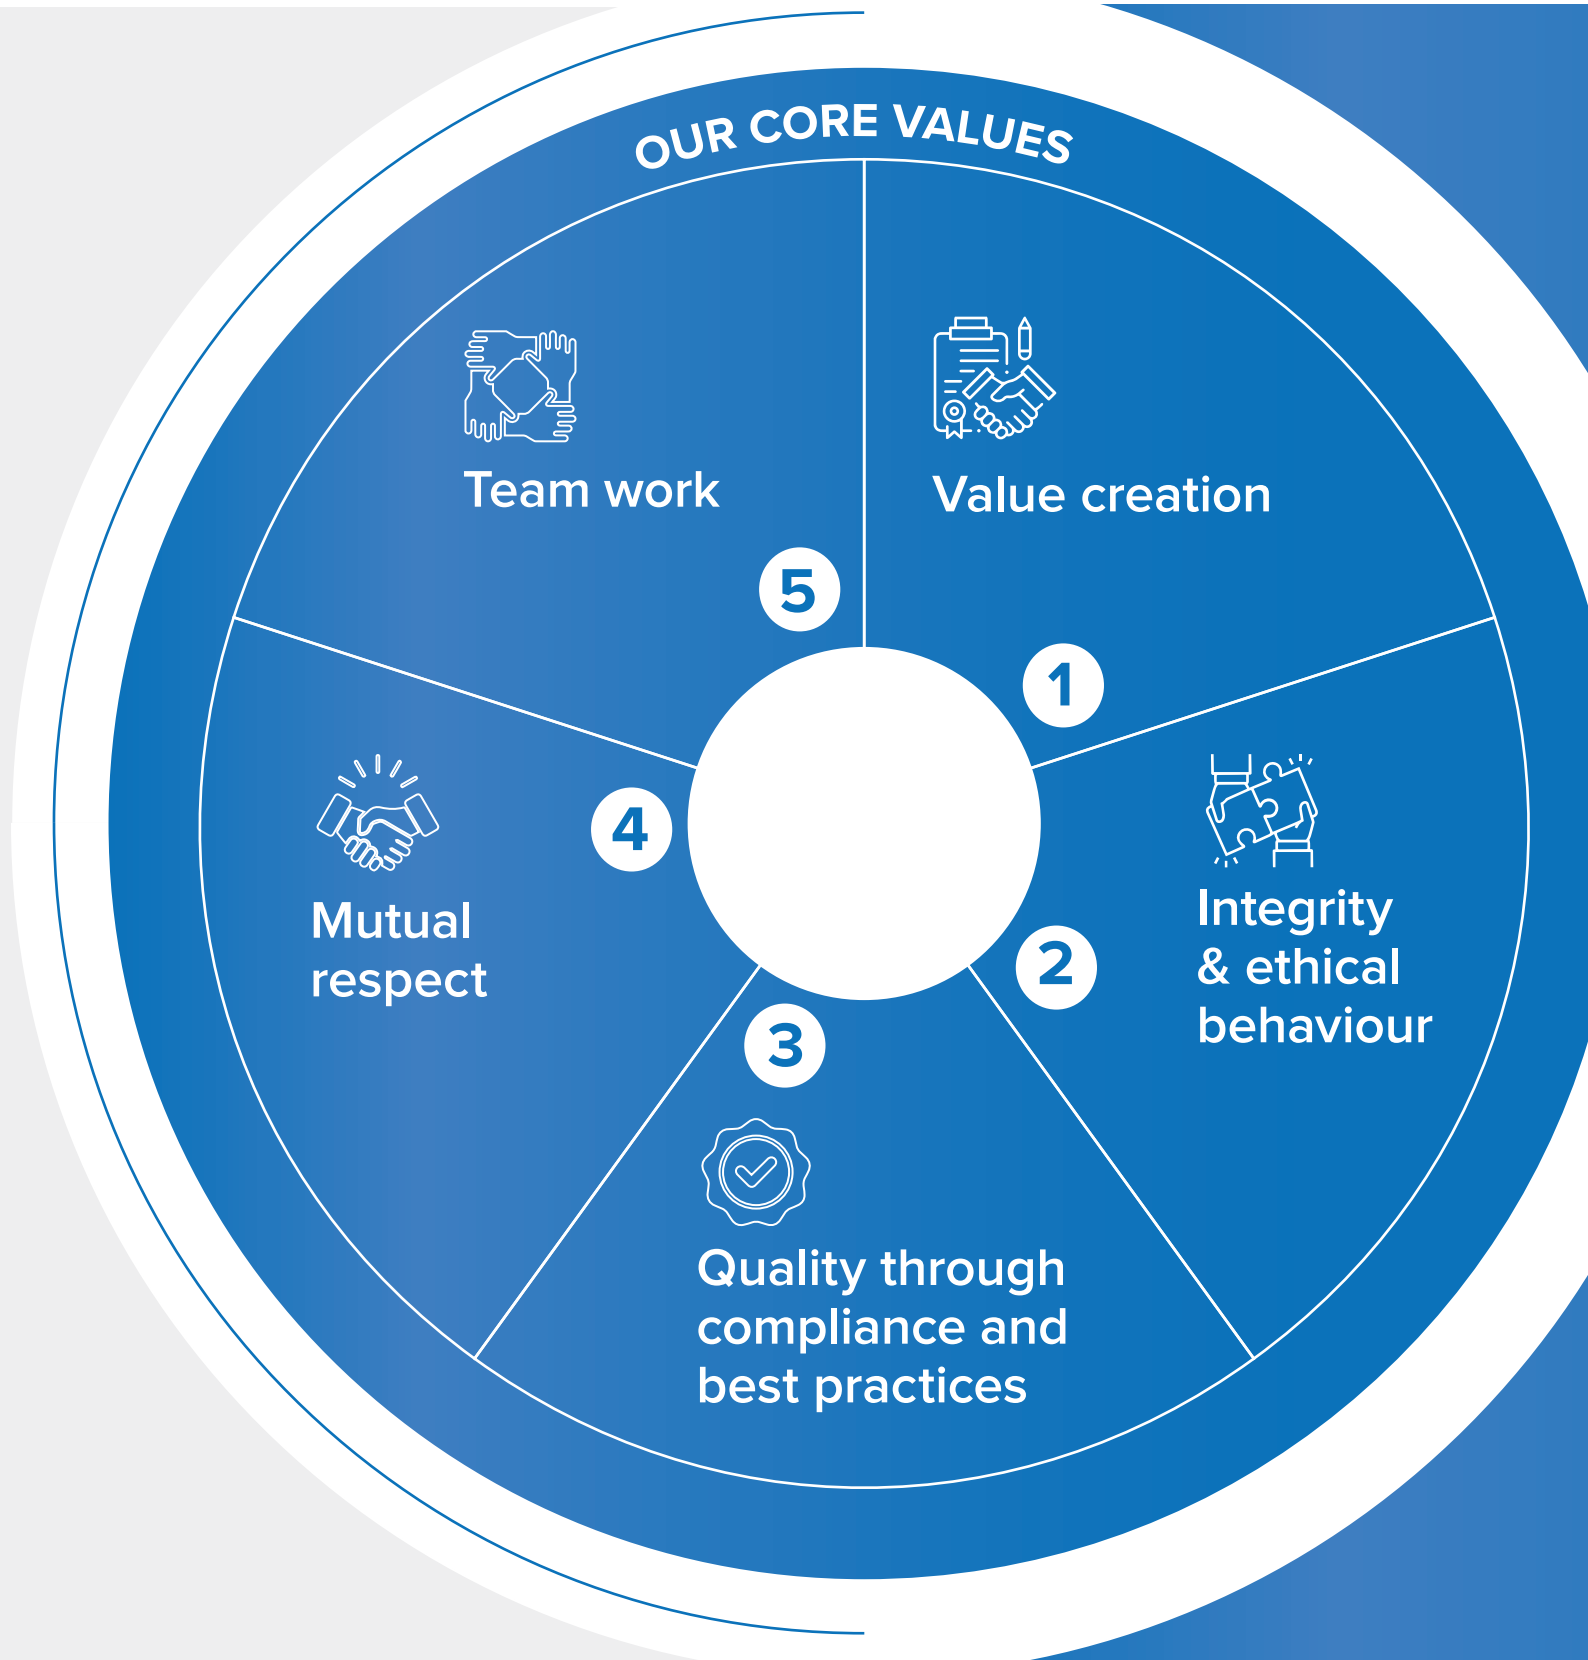 OUR CORE VALUES
Value creation
1
Integrity
& ethical
behaviour
2
3
Quality through
compliance and
best practices
4
Mutual
respect
Team work
5